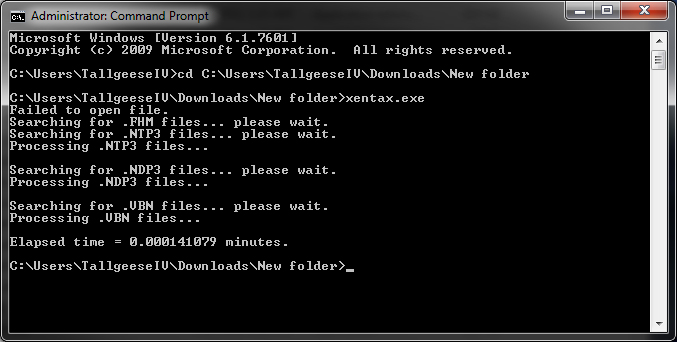 Administrator: Command Prompt
Microsoft Windows [Version 6.1.7601]
Copyright (c) 2009 Microsoft Corporation.  All rights reserved.
C:\Users\TallgeeseIV>cd C:\Users\TallgeeseIV\Downloads\New folder
C:\Users\TallgeeseIV\Downloads\New folder>xentax.exe
Failed to open file.
Searching for .FHM files... please wait.
Searching for .NTP3 files... please wait.
Processing .NTP3 files...
Searching for .NDP3 files... please wait.
Processing .NDP3 files...
Searching for .VBN files... please wait.
Processing .VBN files...
Elapsed time = 0.000141079 minutes.
C:\Users\TallgeeseIV\Downloads\New folder>_